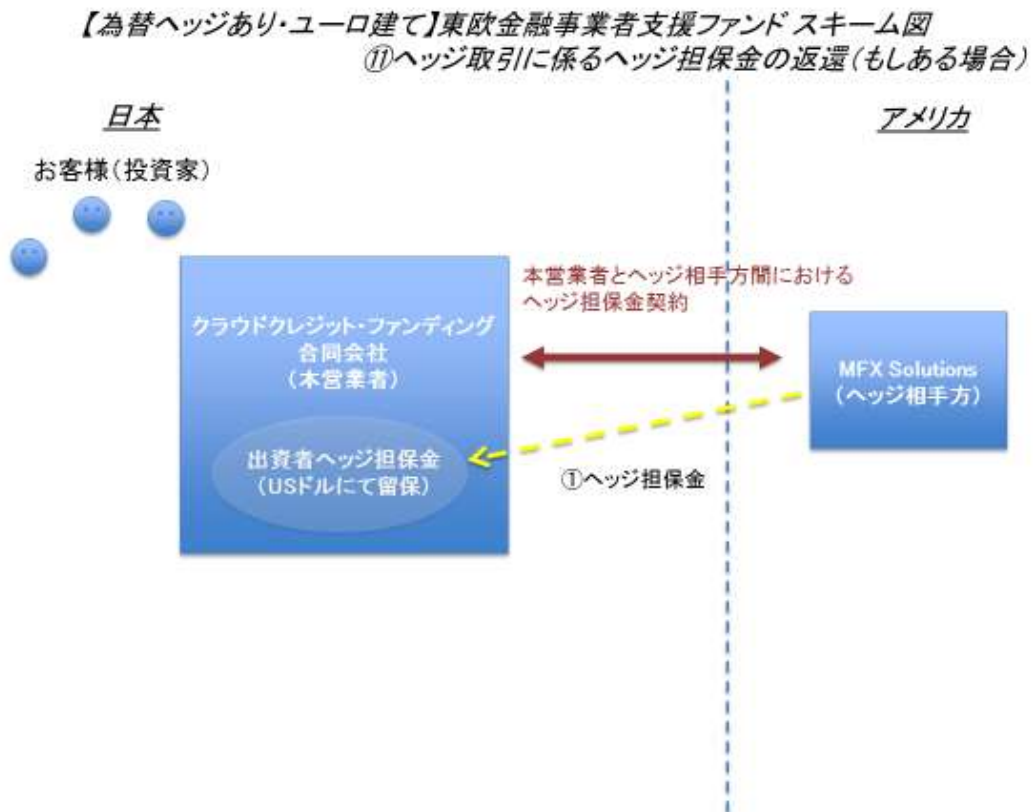 【為替ヘッジあり・ユーロ建て】東欧金融事業者支援ファンド スキーム図
⑪ヘッジ取引に係るヘッジ担保金の返還(もしある場合)
日本
アメリカ
お客様(投資家)
本営業者とヘッジ相手方間における
ヘッジ担保金契約
クラウドクレジット・ファンディング
合同会社
(本営業者)
MFX Solutions
(ヘッジ相手方)
出資者ヘッジ担保金
(USドルにて留保)
①ヘッジ担保金